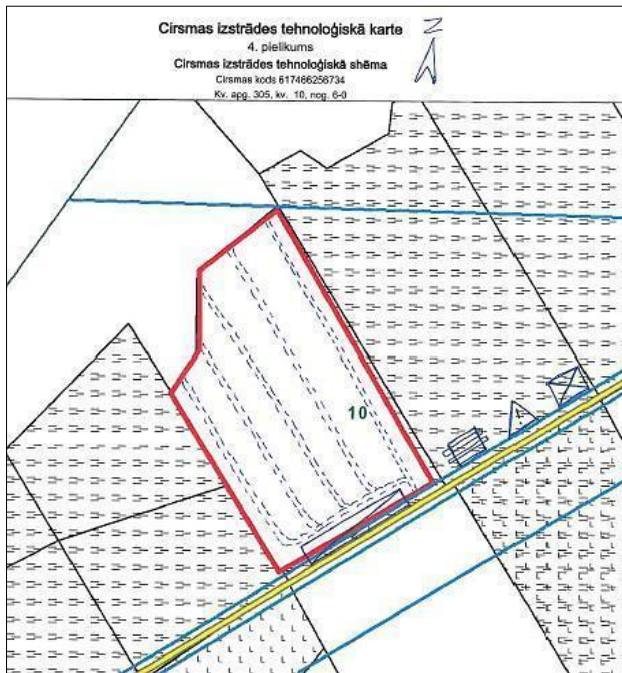 Cirsmas izstrādes tehnoloģiskā karte
4. pielikums
Cirsmas izstrādes tehnoloģiskā shēma
Cirsmas kods 617466256734
Kv. apg. 305, kv. 10, nog. 6-0
Z
10